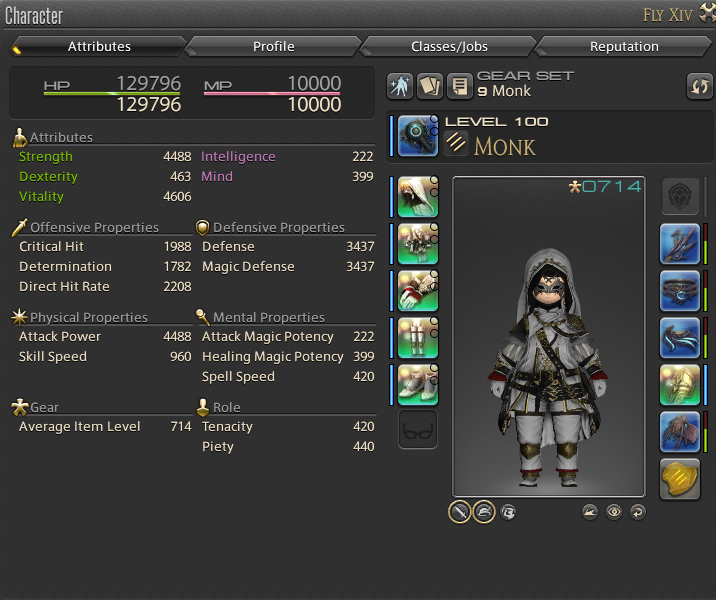 Character
FLY XIV
Attributes
Profile
Classes/Jobs
Reputation
HP 129796
129796
MP 10000
10000
GEAR SET
9 Monk
LEVEL 100
MONK
0714
Attributes
Strength 4488
Dexterity 463
Vitality 4606
Intelligence 222
Mind 399
Offensive Properties
Critical Hit 1988
Determination 1782
Direct Hit Rate 2208
Defensive Properties
Defense 3437
Magic Defense 3437
Physical Properties
Attack Power 4488
Skill Speed 960
Mental Properties
Attack Magic Potency 222
Healing Magic Potency 399
Spell Speed 420
Gear
Average Item Level 714
Role
Tenacity 420
Piety 440